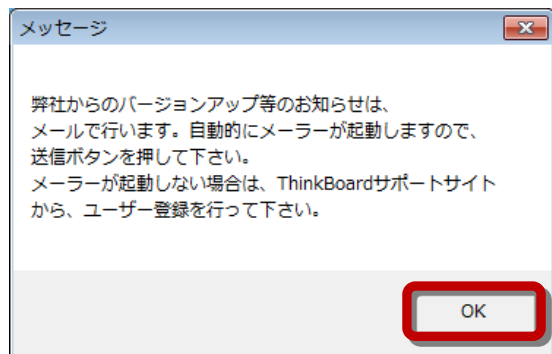 メッセージ
弊社からのバージョンアップ等のお知らせは、
メールで行います。自動的にメーラーが起動しますので、
送信ボタンを押して下さい。
メーラーが起動しない場合は、ThinkBoardサポートサイト
から、ユーザー登録を行って下さい。
OK